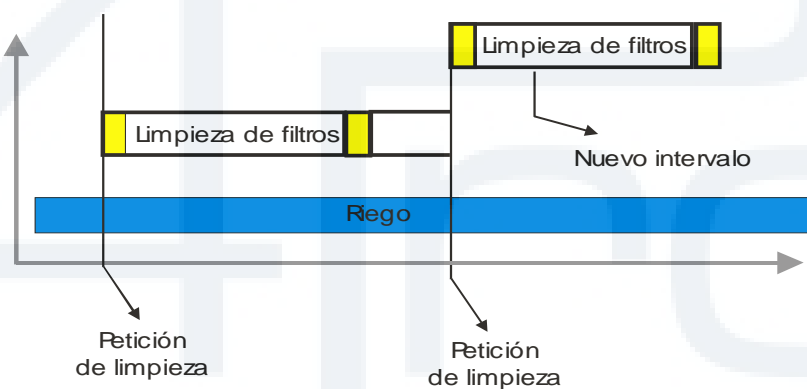 Limpieza de filtros
Limpieza de filtros
Nuevo intervalo
Riego
Petición
de limpieza
Petición
de limpieza